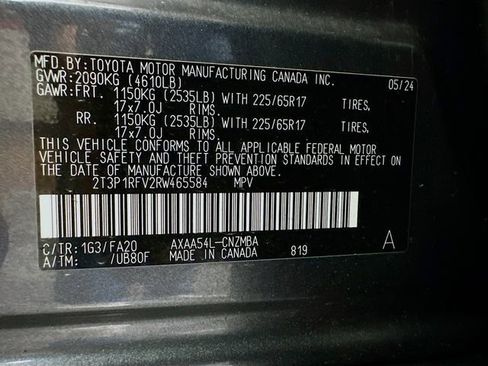 MFD.BY:TOYOTA MOTOR MANUFACTURING CANADA INC.
GVWR:2090KG (4610LB) 05/24
GAWR:FRT. 1150KG (2535LB) WITH 225/65R17 TIRES,
17x7.0J RIMS.
RR. 1150KG (2535LB) WITH 225/65R17 TIRES,
17x7.0J RIMS.
THIS VEHICLE CONFORMS TO ALL APPLICABLE FEDERAL MOTOR
VEHICLE SAFETY AND THEFT PREVENTION STANDARDS IN EFFECT ON
THE DATE OF MANUFACTURE SHOWN ABOVE.
2T3P1RFV2RW465584 MPV
C/TR:1G3/FA20 AXAA54L-CNZMBA
A/TM: /UB80F MADE IN CANADA 819 A